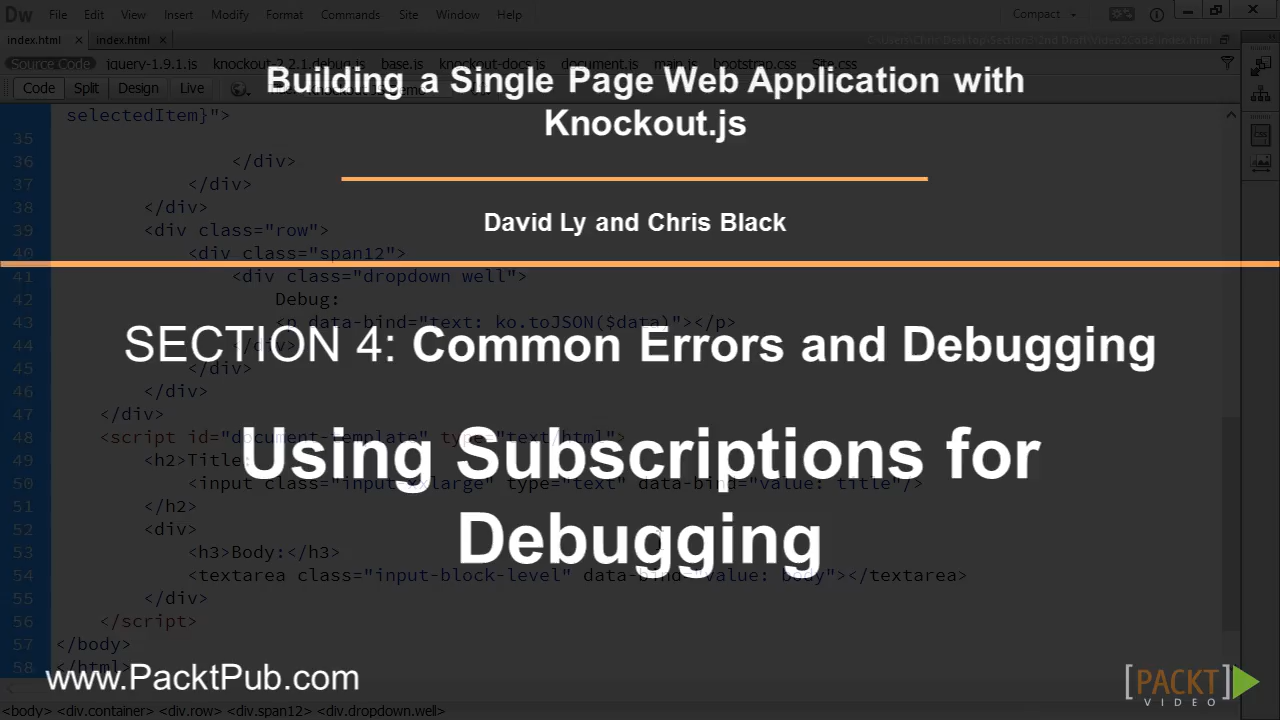 Dw File Edit View Insert Modify Format Commands Site Window Help Compact
index.html × index.html ×
Source Code jquery-1.9.1.js knockout-2.2.1.debug.js base.js knockout-docs.js document.js main.js bootstrap.css Site.css
Building a Single Page Web Application with
Code Split Design Live
selectedItem}">
Knockout.js
35
36 </div>
37 </div>
38 </div>
David Ly and Chris Black
39 <div class="row">
40 <div class="span12">
41 <div class="dropdown well">
42 Debug:
43 <p data-bind="text: ko.toJSON($data)"></p>
SECTION 4: Common Errors and Debugging
44 </div>
45 </div>
46 </div>
47 </div>
48 <script id="document-template" type="text/html">
Using Subscriptions for
49 <h2>Title:
50 <input class="input-xxlarge" type="text" data-bind="value: title"/>
51 </h2>
52 <div>
Debugging
53 <h3>Body:</h3>
54 <textarea class="input-block-level" data-bind="value: body"></textarea>
55 </div>
56 </script>
57 </body>
58 </html>
www.PacktPub.com
[PACKT]
VIDEO
<body> <div.container> <div.row> <div.span12> <div.dropdown.well>